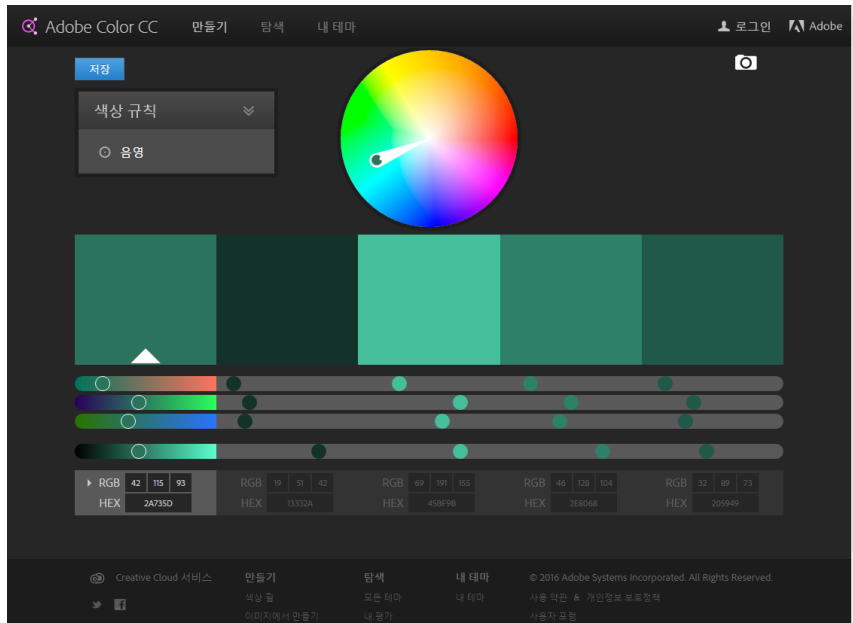 Adobe Color CC 만들기 탐색 내 테마 로그인 Adobe
저장
색상 규칙
음영
RGB 42 115 93 RGB 19 51 42 RGB 69 191 155 RGB 46 128 104 RGB 32 89 73
HEX 2A735D HEX 13332A HEX 45BF9B HEX 2E8068 HEX 205949
Creative Cloud 서비스 만들기 탐색 내 테마 © 2016 Adobe Systems Incorporated. All Rights Reserved.
색상 휠 모든 테마 내 테마 사용 약관 & 개인정보 보호정책
이미지에서 만들기 내 평가 사용자 포럼